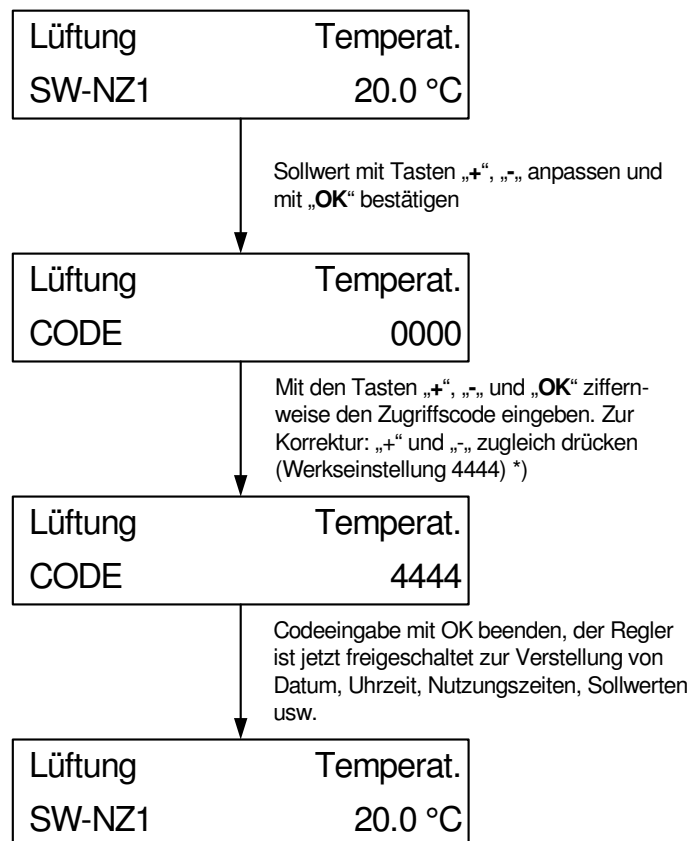 Lüftung Temperat.
SW-NZ1 20.0 °C
Sollwert mit Tasten „+“, „-„ anpassen und
mit „OK“ bestätigen
Lüftung Temperat.
CODE 0000
Mit den Tasten „+“, „-„ und „OK“ ziffern-
weise den Zugriffscode eingeben. Zur
Korrektur: „+“ und „-„ zugleich drücken
(Werkseinstellung 4444) *)
Lüftung Temperat.
CODE 4444
Codeeingabe mit OK beenden, der Regler
ist jetzt freigeschaltet zur Verstellung von
Datum, Uhrzeit, Nutzungszeiten, Sollwerten
usw.
Lüftung Temperat.
SW-NZ1 20.0 °C